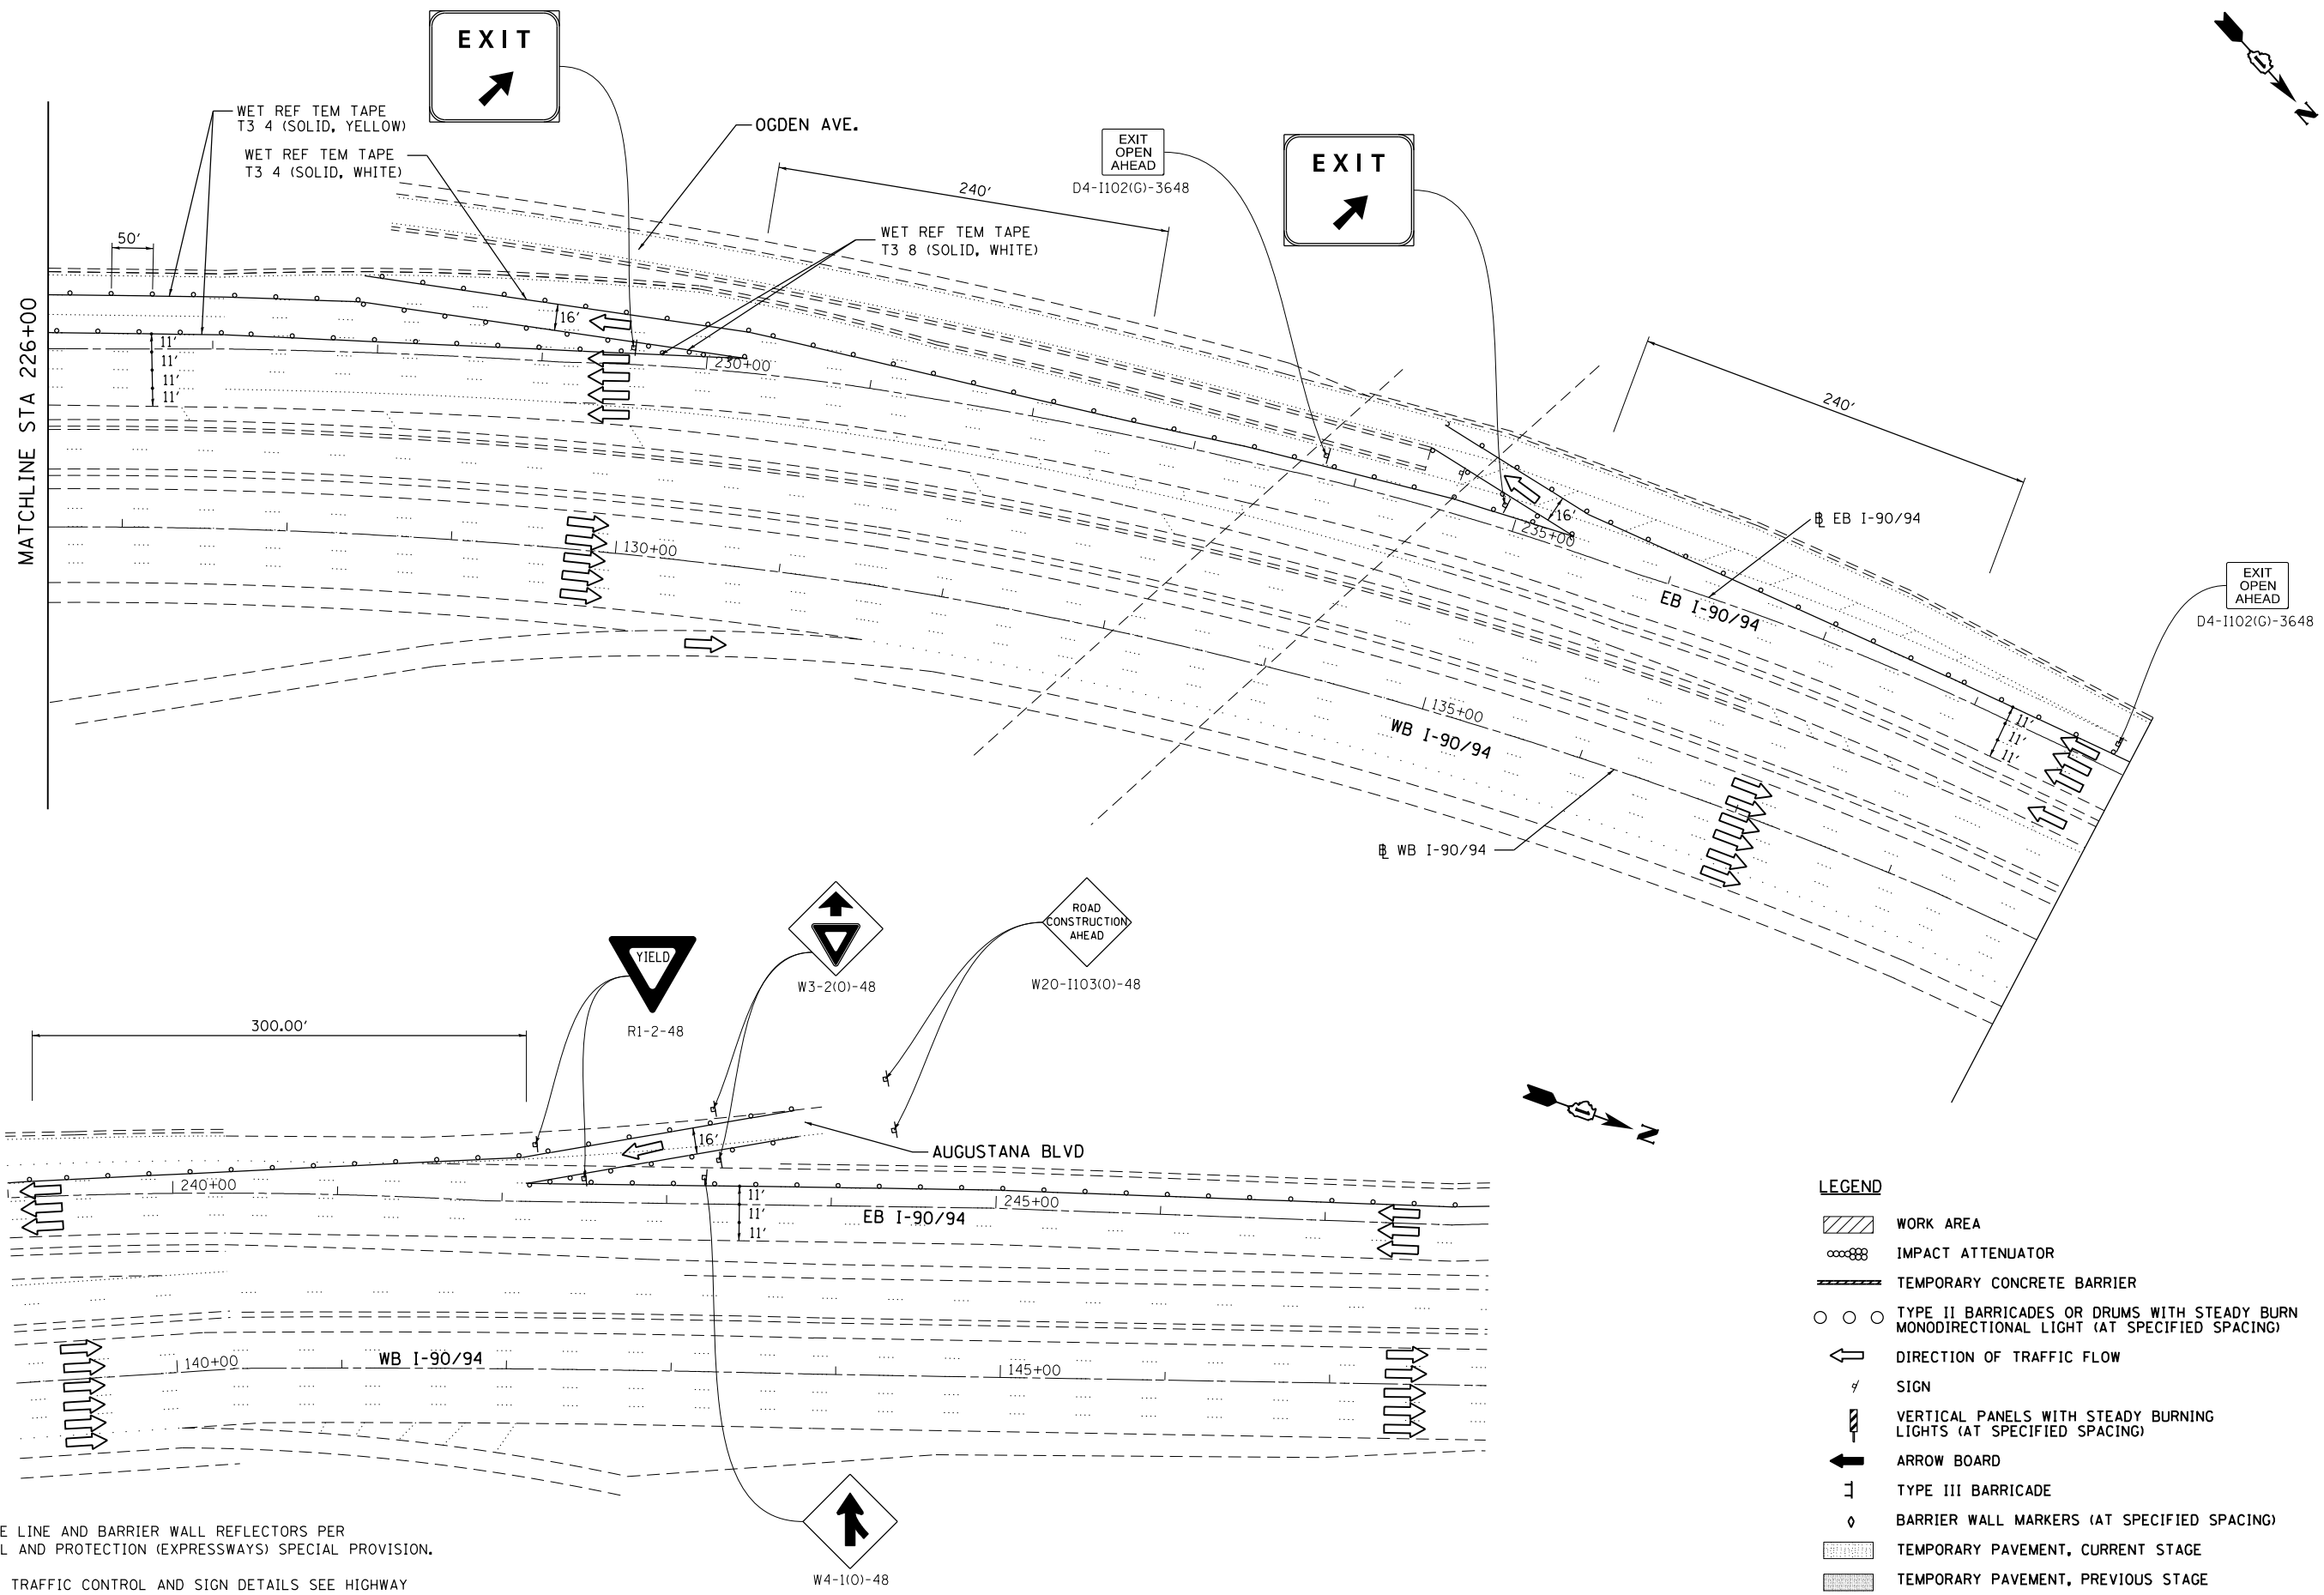 EXIT
WET REF TEM TAPE
T3 4 (SOLID, YELLOW)
WET REF TEM TAPE
T3 4 (SOLID, WHITE)
OGDEN AVE.
EXIT
OPEN
AHEAD
D4-I102(G)-3648
EXIT
N
240'
WET REF TEM TAPE
T3 8 (SOLID, WHITE)
50'
MATCHLINE STA 226+00
16'
11'
11'
11'
11'
230+00
240'
16'
235+00
℄ EB I-90/94
EB I-90/94
EXIT
OPEN
AHEAD
D4-I102(G)-3648
130+00
135+00
WB I-90/94
11'
11'
11'
℄ WB I-90/94
YIELD
R1-2-48
W3-2(O)-48
ROAD
CONSTRUCTION
AHEAD
W20-I103(O)-48
300.00'
N
16'
AUGUSTANA BLVD
240+00
11'
11'
11'
245+00
EB I-90/94
140+00
WB I-90/94
145+00
W4-1(O)-48
E LINE AND BARRIER WALL REFLECTORS PER
L AND PROTECTION (EXPRESSWAYS) SPECIAL PROVISION.
TRAFFIC CONTROL AND SIGN DETAILS SEE HIGHWAY
LEGEND
WORK AREA
IMPACT ATTENUATOR
TEMPORARY CONCRETE BARRIER
TYPE II BARRICADES OR DRUMS WITH STEADY BURN
MONODIRECTIONAL LIGHT (AT SPECIFIED SPACING)
DIRECTION OF TRAFFIC FLOW
SIGN
VERTICAL PANELS WITH STEADY BURNING
LIGHTS (AT SPECIFIED SPACING)
ARROW BOARD
TYPE III BARRICADE
BARRIER WALL MARKERS (AT SPECIFIED SPACING)
TEMPORARY PAVEMENT, CURRENT STAGE
TEMPORARY PAVEMENT, PREVIOUS STAGE